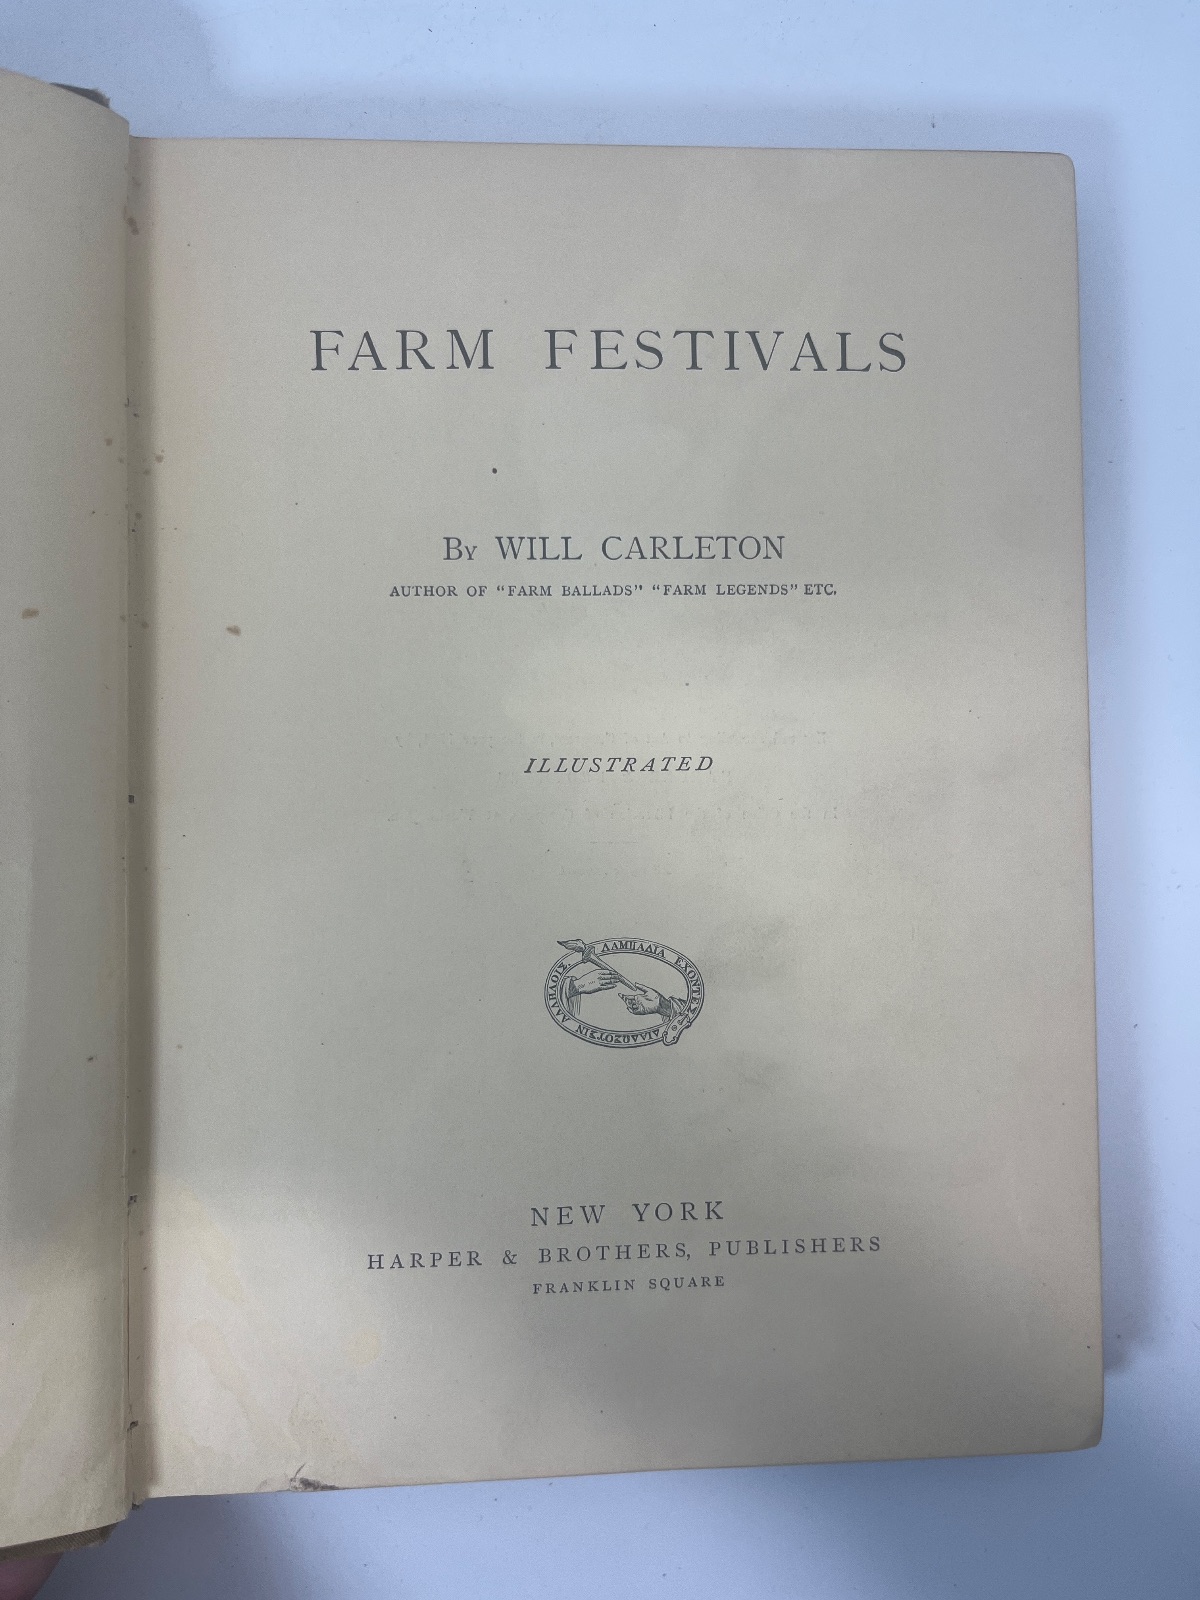 FARM FESTIVALS
By WILL CARLETON
AUTHOR OF "FARM BALLADS" "FARM LEGENDS" ETC.
ILLUSTRATED
ΛΑΜΠΑΔΙΑ ΕΧΟΝΤΕΣ ΔΙΑΔΩΣΟΥΣΙΝ ΑΛΛΗΛΟΙΣ
NEW YORK
HARPER & BROTHERS, PUBLISHERS
FRANKLIN SQUARE